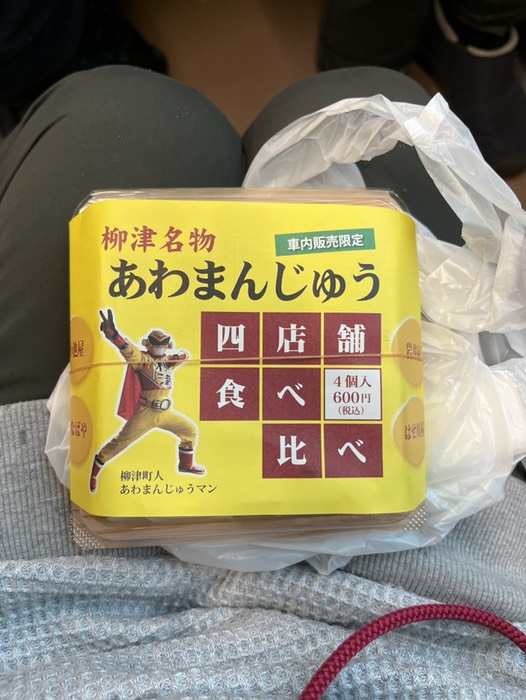 柳津名物
車内販売限定
あわまんじゅう
四店舗
食べ
4個入
600円
(税込)
比べ
柳津町人
あわまんじゅうマン